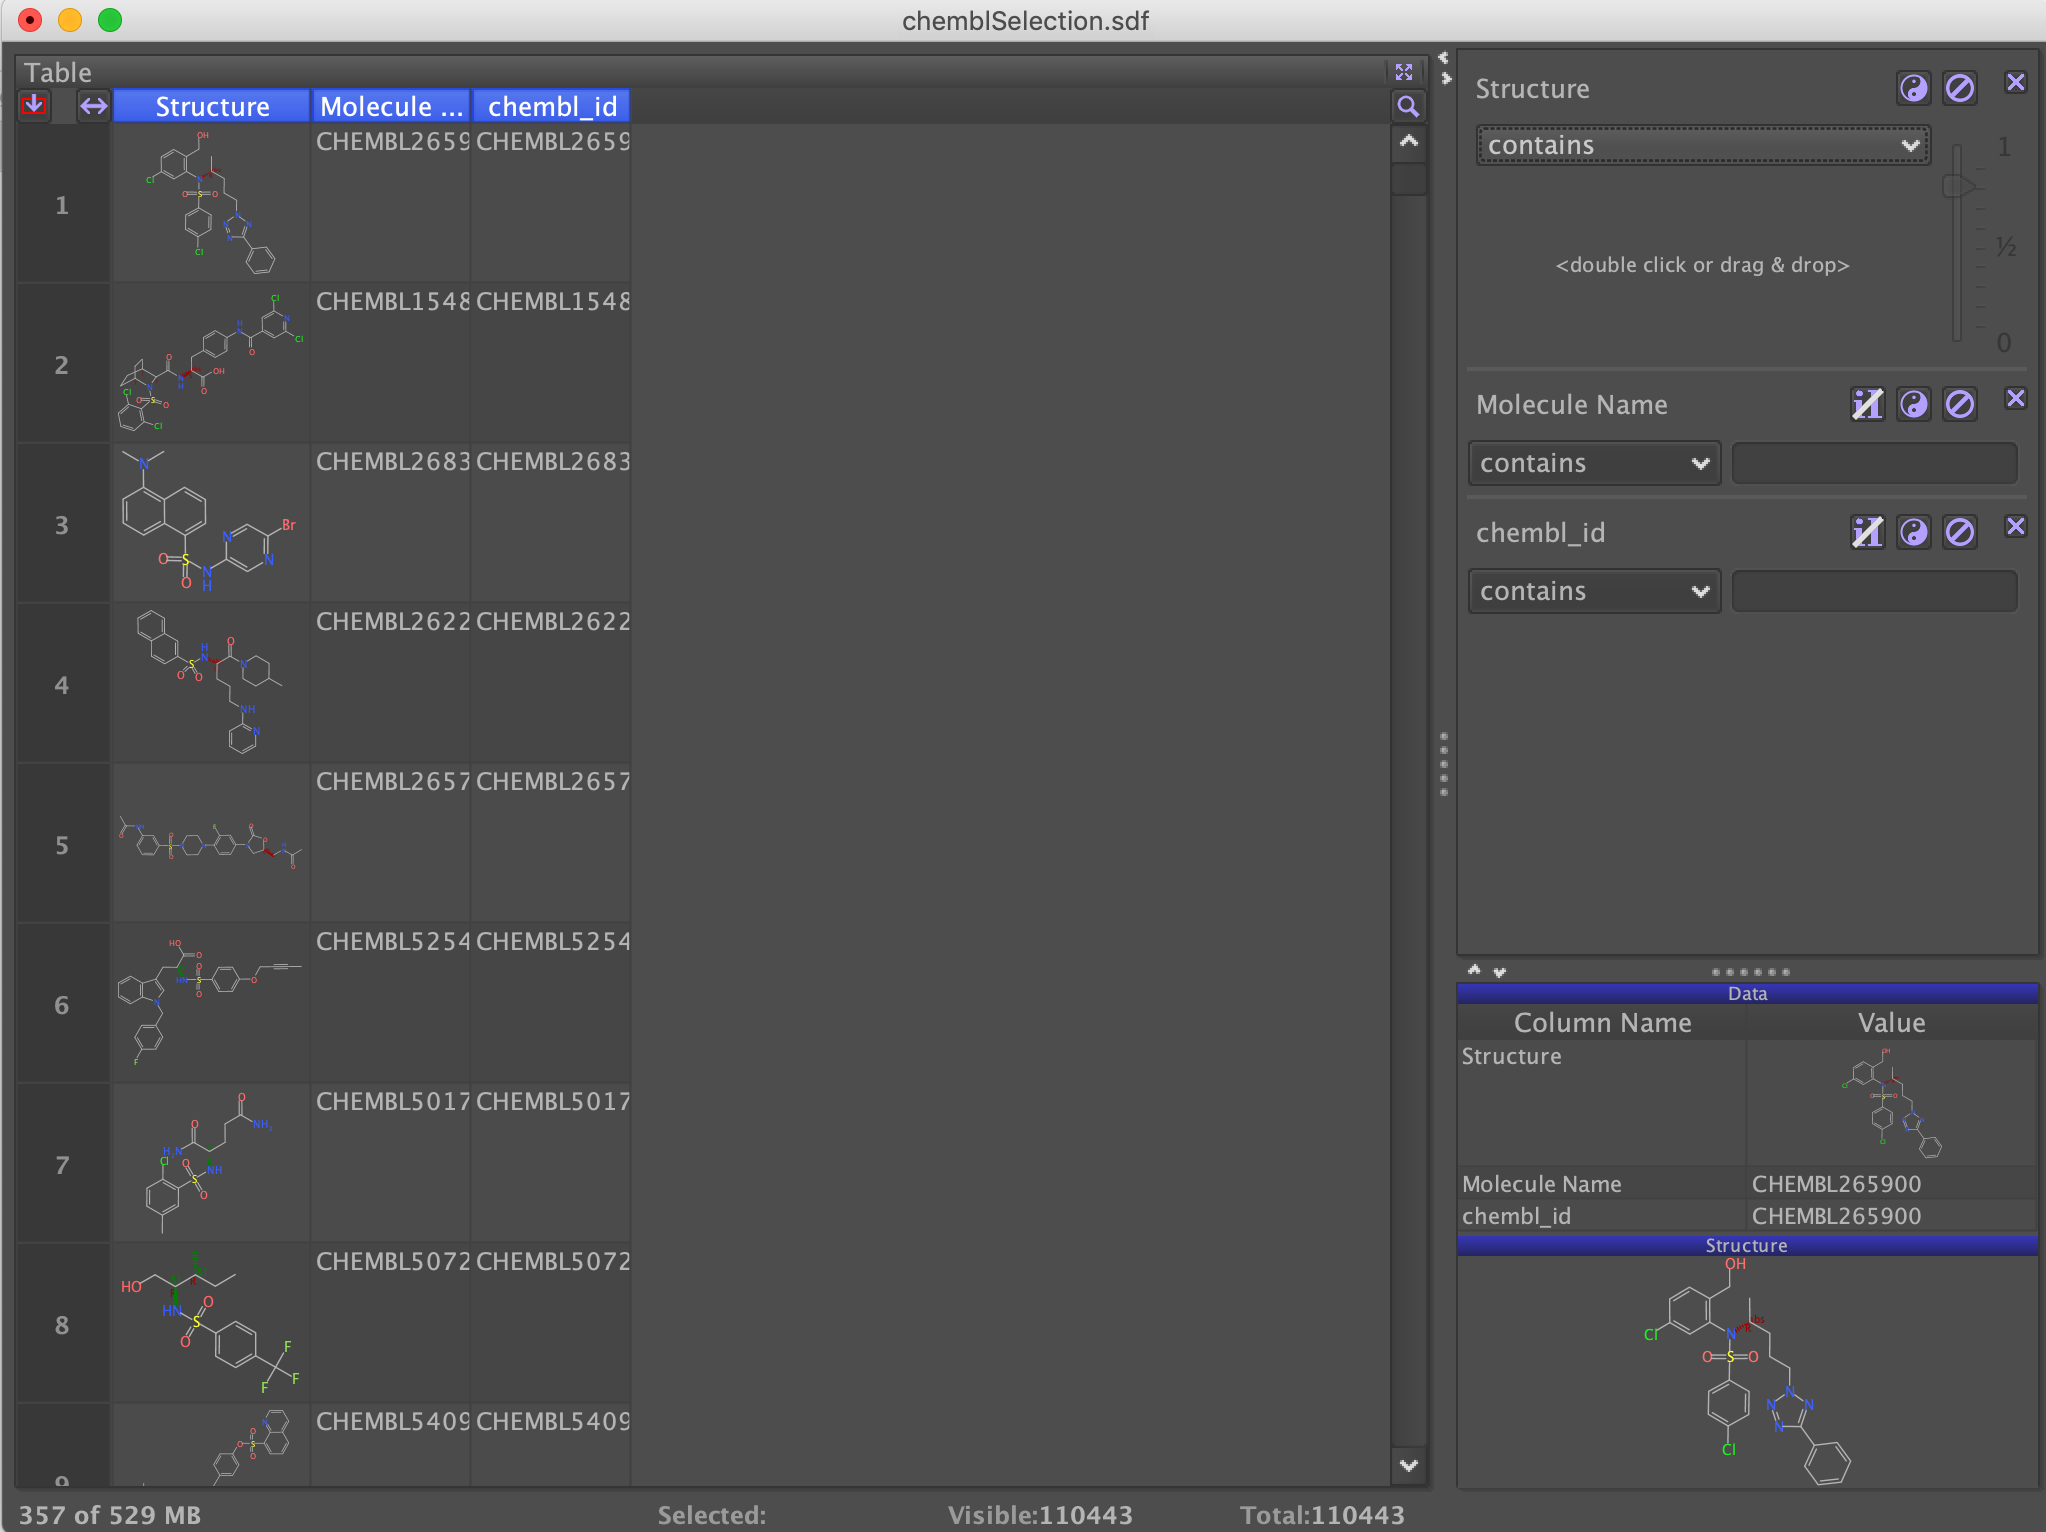 chemblSelection.sdf
Table
Structure Molecule ... chembl_id
1 CHEMBL2659 CHEMBL2659
2 CHEMBL1548 CHEMBL1548
3 CHEMBL2683 CHEMBL2683
4 CHEMBL2622 CHEMBL2622
5 CHEMBL2657 CHEMBL2657
6 CHEMBL5254 CHEMBL5254
7 CHEMBL5017 CHEMBL5017
8 CHEMBL5072 CHEMBL5072
9 CHEMBL5409 CHEMBL5409
357 of 529 MB Selected: Visible:110443 Total:110443
Structure
contains
1
½
0
<double click or drag & drop>
Molecule Name
contains
chembl_id
contains
Data
Column Name Value
Structure
Molecule Name CHEMBL265900
chembl_id CHEMBL265900
Structure
OH
Cl
N
O S O
N
N N
N
Cl